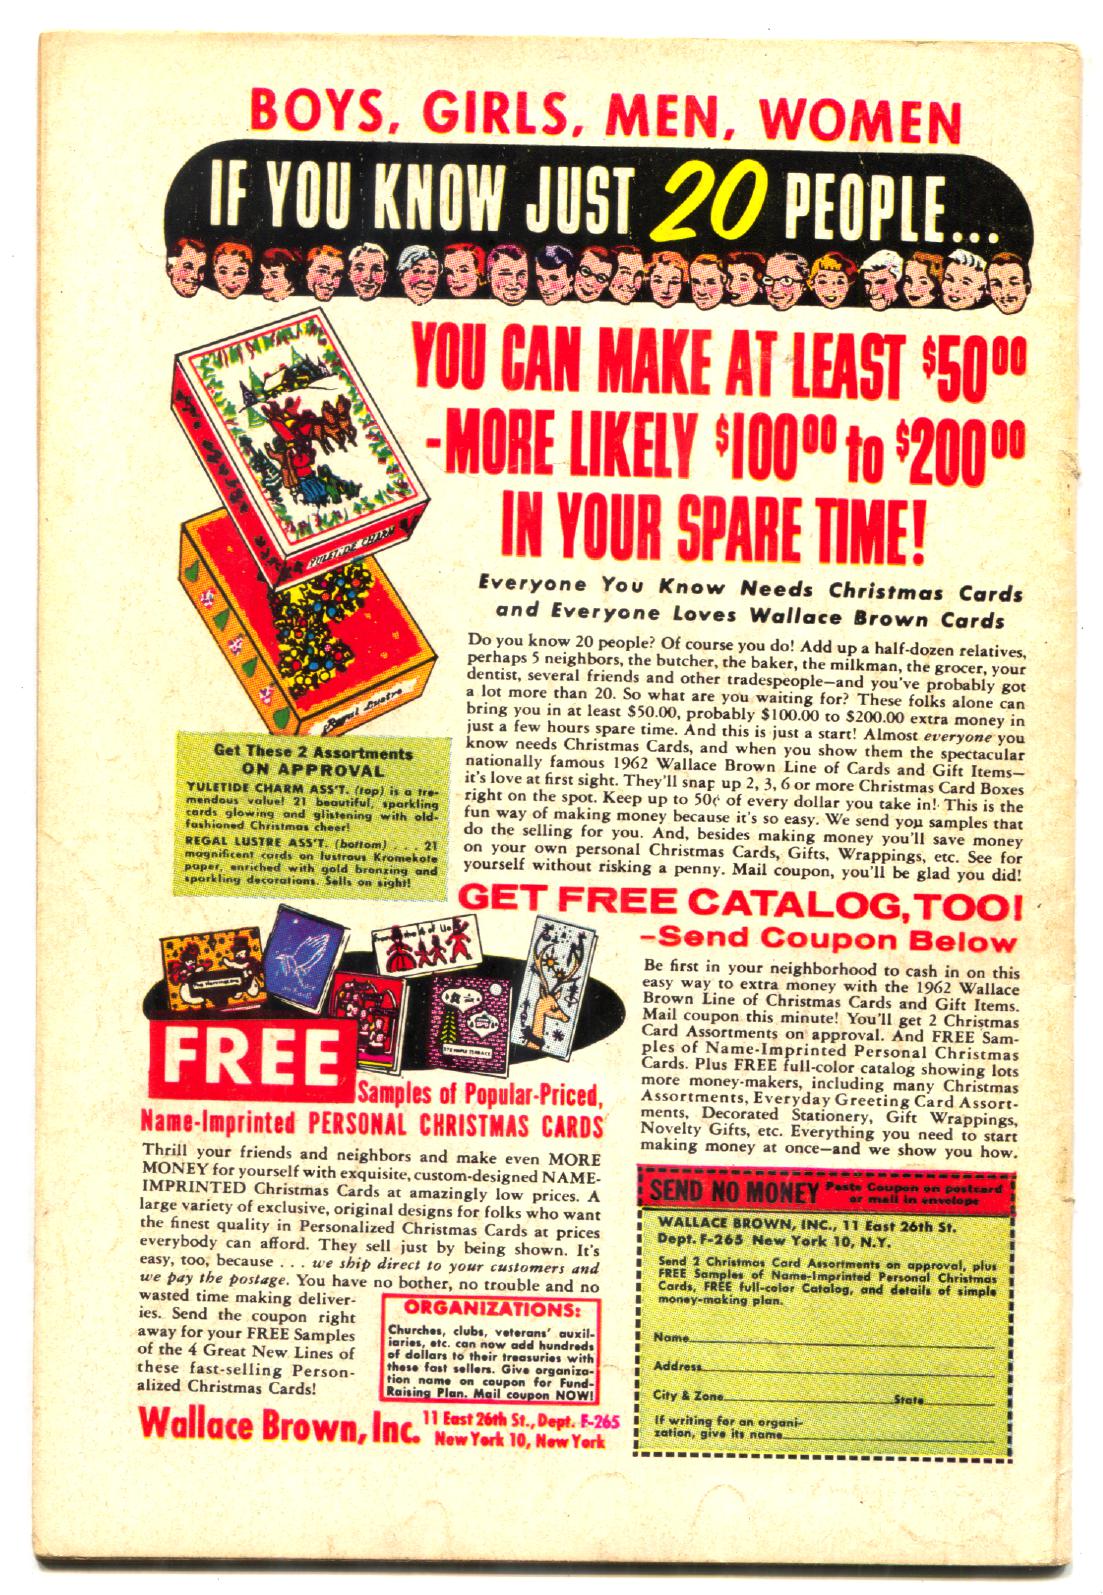 BOYS, GIRLS, MEN, WOMEN
IF YOU KNOW JUST 20 PEOPLE...
YOU CAN MAKE AT LEAST $50⁰⁰
-MORE LIKELY $100⁰⁰ to $200⁰⁰
IN YOUR SPARE TIME!
YULETIDE CHARM
Regal Lustre
Everyone You Know Needs Christmas Cards
and Everyone Loves Wallace Brown Cards
Do you know 20 people? Of course you do! Add up a half-dozen relatives,
perhaps 5 neighbors, the butcher, the baker, the milkman, the grocer, your
dentist, several friends and other tradespeople—and you've probably got
a lot more than 20. So what are you waiting for? These folks alone can
bring you in at least $50.00, probably $100.00 to $200.00 extra money in
just a few hours spare time. And this is just a start! Almost everyone you
know needs Christmas Cards, and when you show them the spectacular
nationally famous 1962 Wallace Brown Line of Cards and Gift Items—
it's love at first sight. They'll snap up 2, 3, 6 or more Christmas Card Boxes
right on the spot. Keep up to 50¢ of every dollar you take in! This is the
fun way of making money because it's so easy. We send you samples that
do the selling for you. And, besides making money you'll save money
on your own personal Christmas Cards, Gifts, Wrappings, etc. See for
yourself without risking a penny. Mail coupon, you'll be glad you did!
Get These 2 Assortments
ON APPROVAL
YULETIDE CHARM ASS'T. (top) is a tre-
mendous value! 21 beautiful, sparkling
cards glowing and glistening with old-
fashioned Christmas cheer!
REGAL LUSTRE ASS'T. (bottom) . . . 21
magnificent cards on lustrous Kromekote
paper, enriched with gold bronzing and
sparkling decorations. Sells on sight!
GET FREE CATALOG, TOO!
-Send Coupon Below
Be first in your neighborhood to cash in on this
easy way to extra money with the 1962 Wallace
Brown Line of Christmas Cards and Gift Items.
Mail coupon this minute! You'll get 2 Christmas
Card Assortments on approval. And FREE Sam-
ples of Name-Imprinted Personal Christmas
Cards. Plus FREE full-color catalog showing lots
more money-makers, including many Christmas
Assortments, Everyday Greeting Card Assort-
ments, Decorated Stationery, Gift Wrappings,
Novelty Gifts, etc. Everything you need to start
making money at once—and we show you how.
FREE
Samples of Popular-Priced,
Name-Imprinted PERSONAL CHRISTMAS CARDS
Thrill your friends and neighbors and make even MORE
MONEY for yourself with exquisite, custom-designed NAME-
IMPRINTED Christmas Cards at amazingly low prices. A
large variety of exclusive, original designs for folks who want
the finest quality in Personalized Christmas Cards at prices
everybody can afford. They sell just by being shown. It's
easy, too, because . . . we ship direct to your customers and
we pay the postage. You have no bother, no trouble and no
wasted time making deliver-
ies. Send the coupon right
away for your FREE Samples
of the 4 Great New Lines of
these fast-selling Person-
alized Christmas Cards!
ORGANIZATIONS:
Churches, clubs, veterans' auxil-
iaries, etc. can now add hundreds
of dollars to their treasuries with
these fast sellers. Give organiza-
tion name on coupon for Fund-
Raising Plan. Mail coupon NOW!
Wallace Brown, Inc. 11 East 26th St., Dept. F-265
New York 10, New York
SEND NO MONEY Paste Coupon on postcard
or mail in envelope
WALLACE BROWN, INC., 11 East 26th St.
Dept. F-265 New York 10, N.Y.
Send 2 Christmas Card Assortments on approval, plus
FREE Samples of Name-Imprinted Personal Christmas
Cards, FREE full-color Catalog, and details of simple
money-making plan.
Name
Address
City & Zone State
If writing for an organi-
zation, give its name